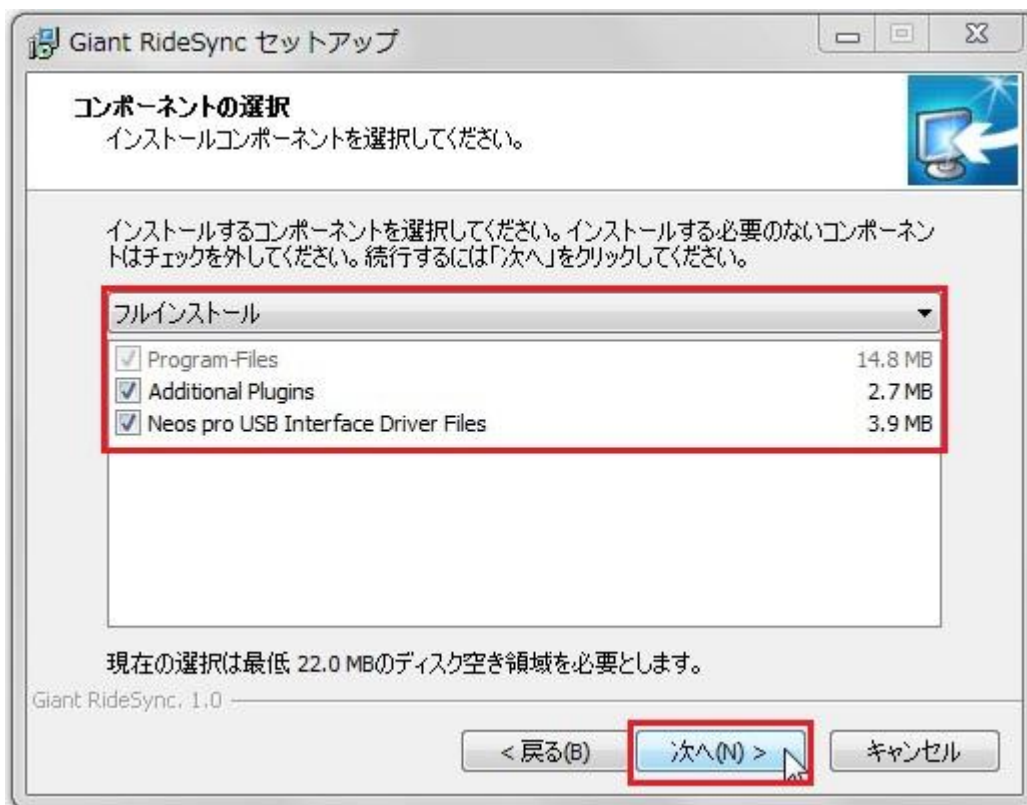 Giant RideSync セットアップ
コンポーネントの選択
インストールコンポーネントを選択してください。
インストールするコンポーネントを選択してください。インストールする必要のないコンポーネン
トはチェックを外してください。続行するには「次へ」をクリックしてください。
フルインストール
Program-Files 14.8 MB
Additional Plugins 2.7 MB
Neos pro USB Interface Driver Files 3.9 MB
現在の選択は最低 22.0 MBのディスク空き領域を必要とします。
Giant RideSync. 1.0
< 戻る(B) 次へ(N) > キャンセル